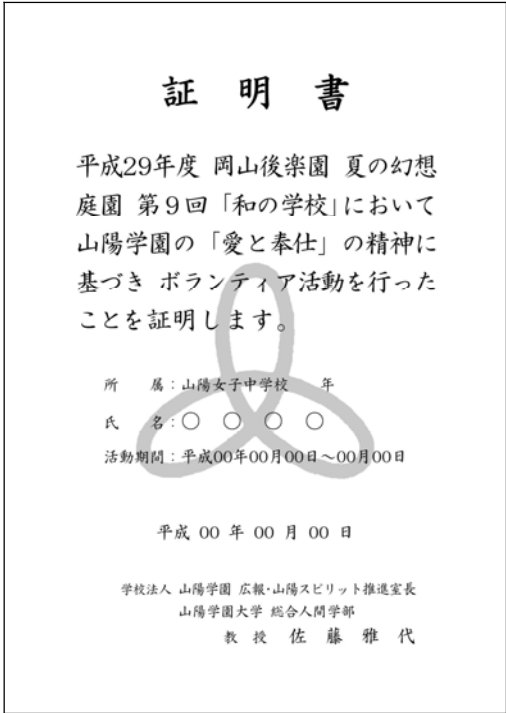 証 明 書
平成29年度 岡山後楽園 夏の幻想
庭園 第9回「和の学校」において
山陽学園の「愛と奉仕」の精神に
基づき ボランティア活動を行った
ことを証明します。
所 属：山陽女子中学校 年
氏 名：○ ○ ○ ○
活動期間：平成00年00月00日～00月00日
平成 00 年 00 月 00 日
学校法人 山陽学園 広報・山陽スピリット推進室長
山陽学園大学 総合人間学部
教 授 佐 藤 雅 代